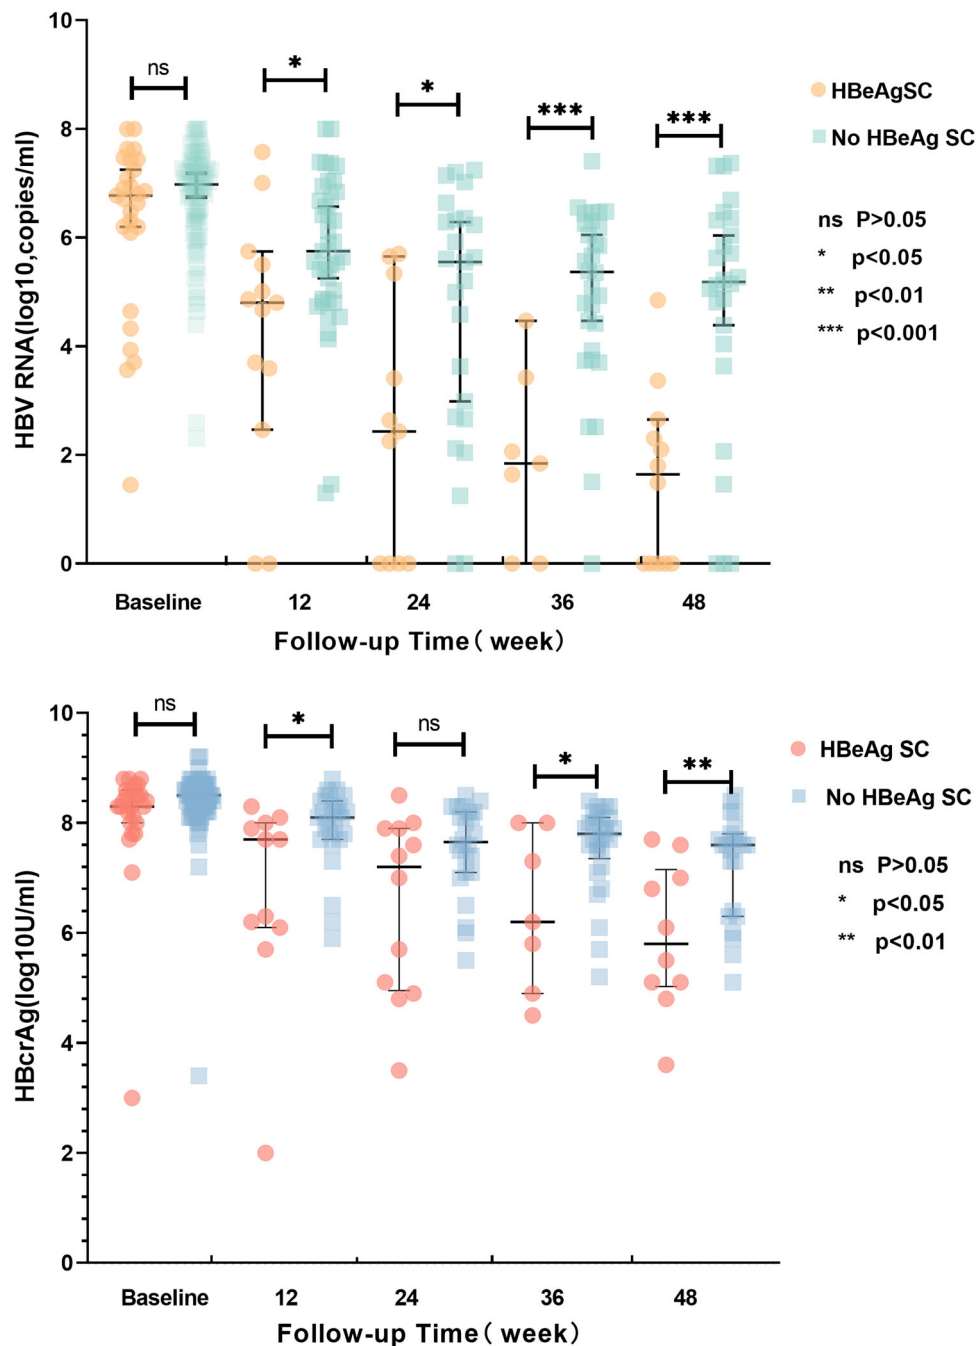 10
8
6
4
2
0
HBV RNA(log10,copies/ml)
ns
*
*
***
***
HBeAgSC
No HBeAg SC
ns P>0.05
* p<0.05
** p<0.01
*** p<0.001
Baseline 12 24 36 48
Follow-up Time( week)
10
8
6
4
2
0
HBcrAg(log10U/ml)
ns
*
ns
*
**
HBeAg SC
No HBeAg SC
ns P>0.05
* p<0.05
** p<0.01
Baseline 12 24 36 48
Follow-up Time( week)